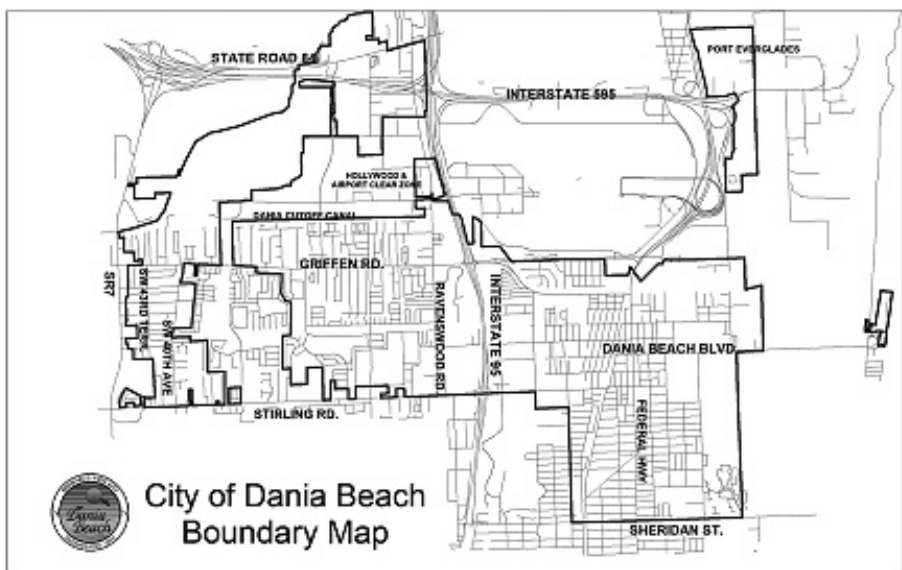 STATE ROAD 84
PORT EVERGLADES
INTERSTATE 595
HOLLYWOOD &
AIRPORT CLEAR ZONE
DANIA CUTOFF CANAL
GRIFFEN RD.
SR7
SW 43RD TERR.
SW 40TH AVE
RAVENSWOOD RD.
INTERSTATE 95
DANIA BEACH BLVD.
FEDERAL HWY
STIRLING RD.
SHERIDAN ST.
Dania
Beach
City of Dania Beach
Boundary Map